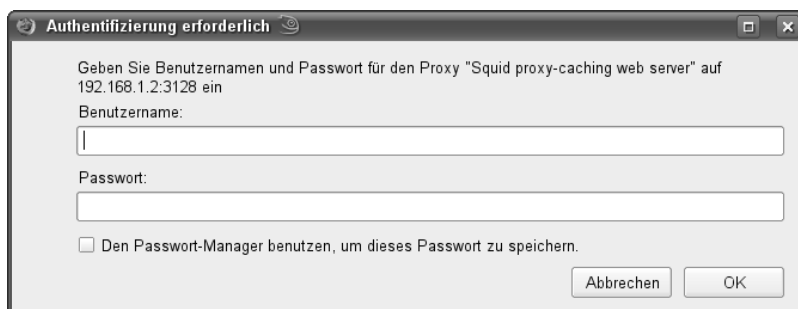 Authentifizierung erforderlich
Geben Sie Benutzernamen und Passwort für den Proxy "Squid proxy-caching web server" auf
192.168.1.2:3128 ein
Benutzername:
Passwort:
Den Passwort-Manager benutzen, um dieses Passwort zu speichern.
Abbrechen
OK